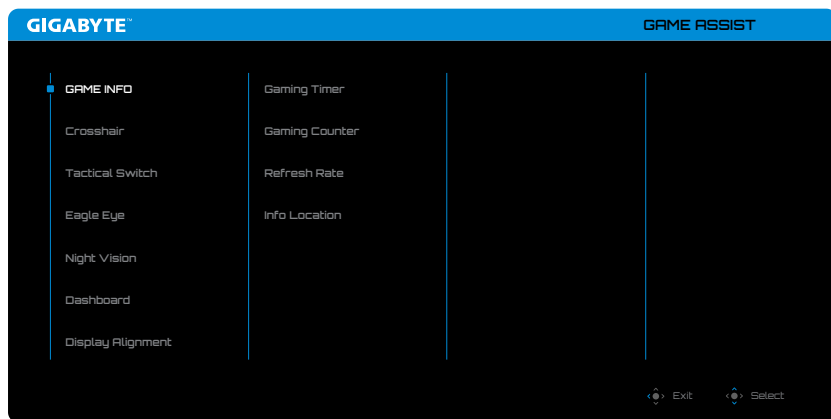 GIGABYTE™
GAME ASSIST
GAME INFO
Crosshair
Tactical Switch
Eagle Eye
Night Vision
Dashboard
Display Alignment
Gaming Timer
Gaming Counter
Refresh Rate
Info Location
Exit
Select